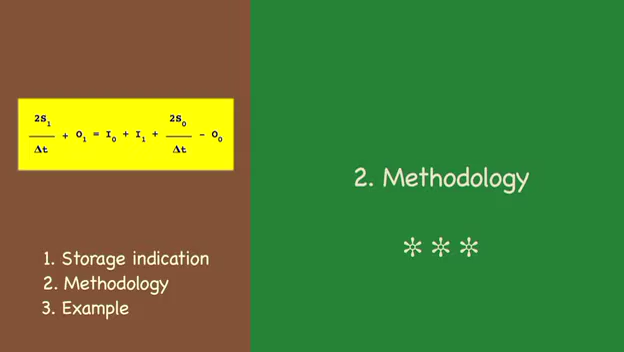 2S₁/Δt + O₁ = I₀ + I₁ + 2S₀/Δt − O₀
1. Storage indication
2. Methodology
3. Example
2. Methodology
***